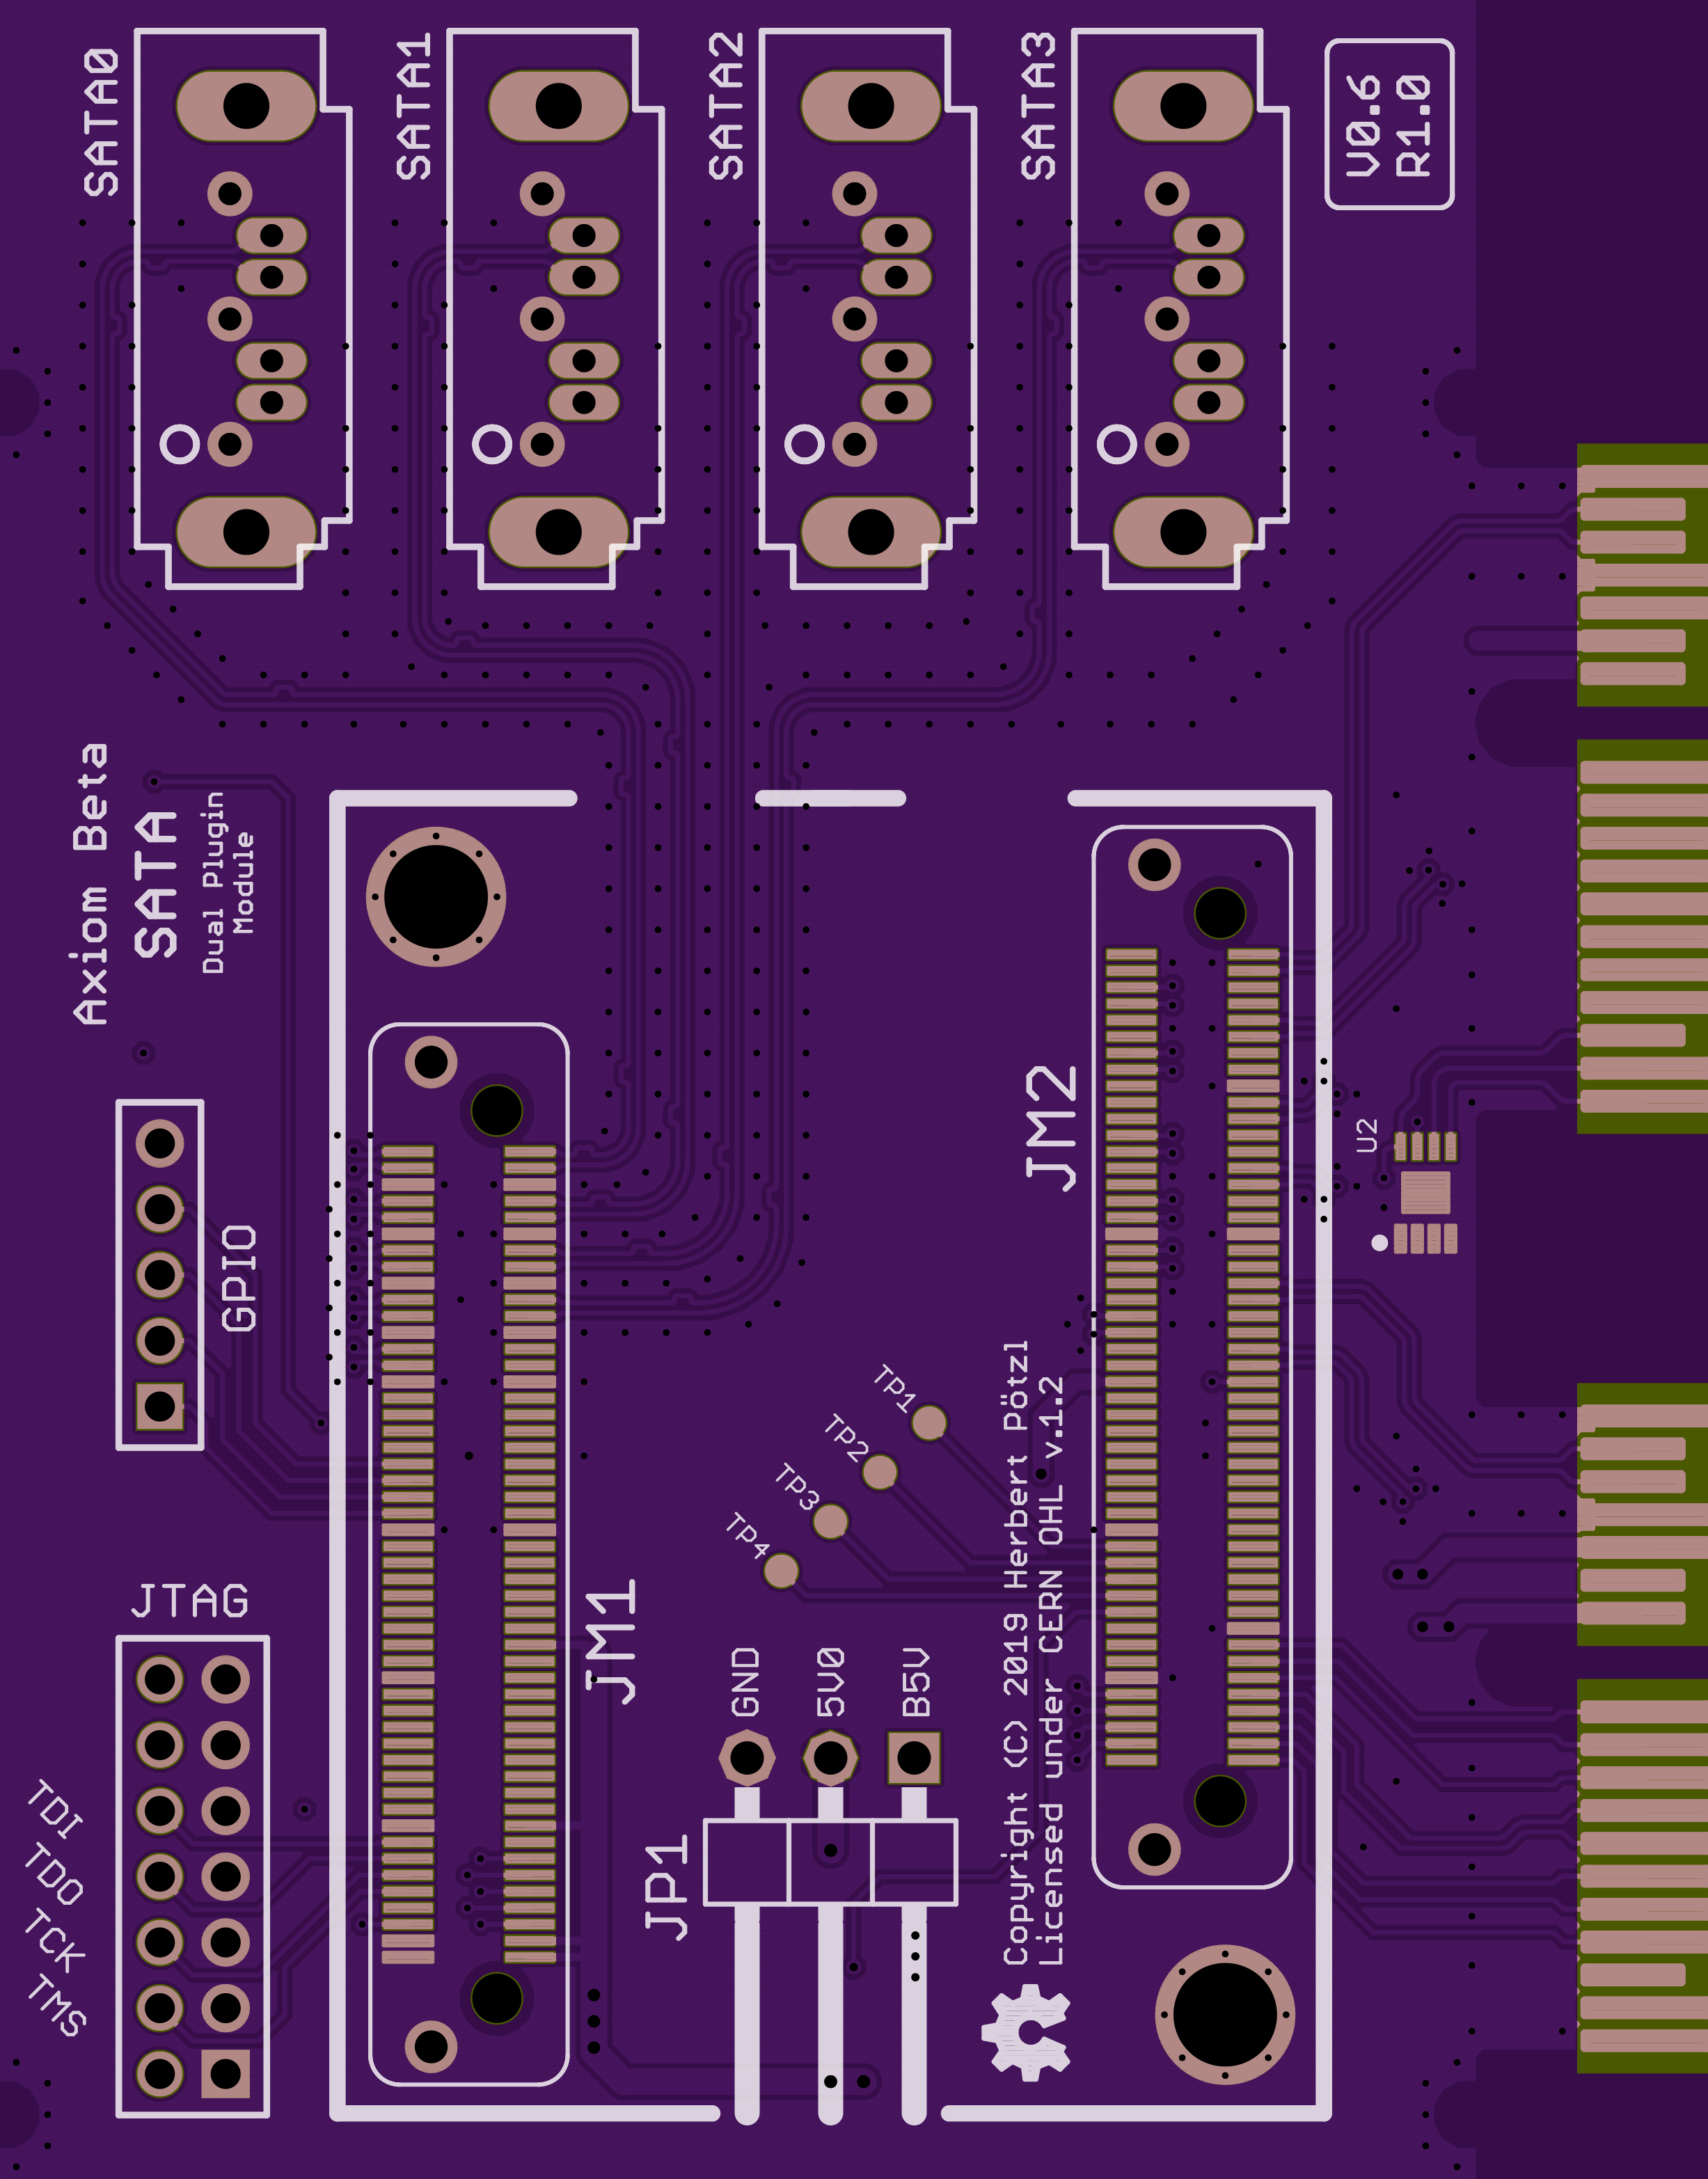 SATA0
SATA1
SATA2
SATA3
V0.6
R1.0
Axiom Beta
SATA
Dual Plugin
Module
GPIO
JM2
U2
TP1
TP2
TP3
TP4
JTAG
JM1
GND
5V0
B5V
TDI
TDO
TCK
TMS
JP1
Copyright (C) 2019 Herbert Pötzl
Licensed under CERN OHL v.1.2